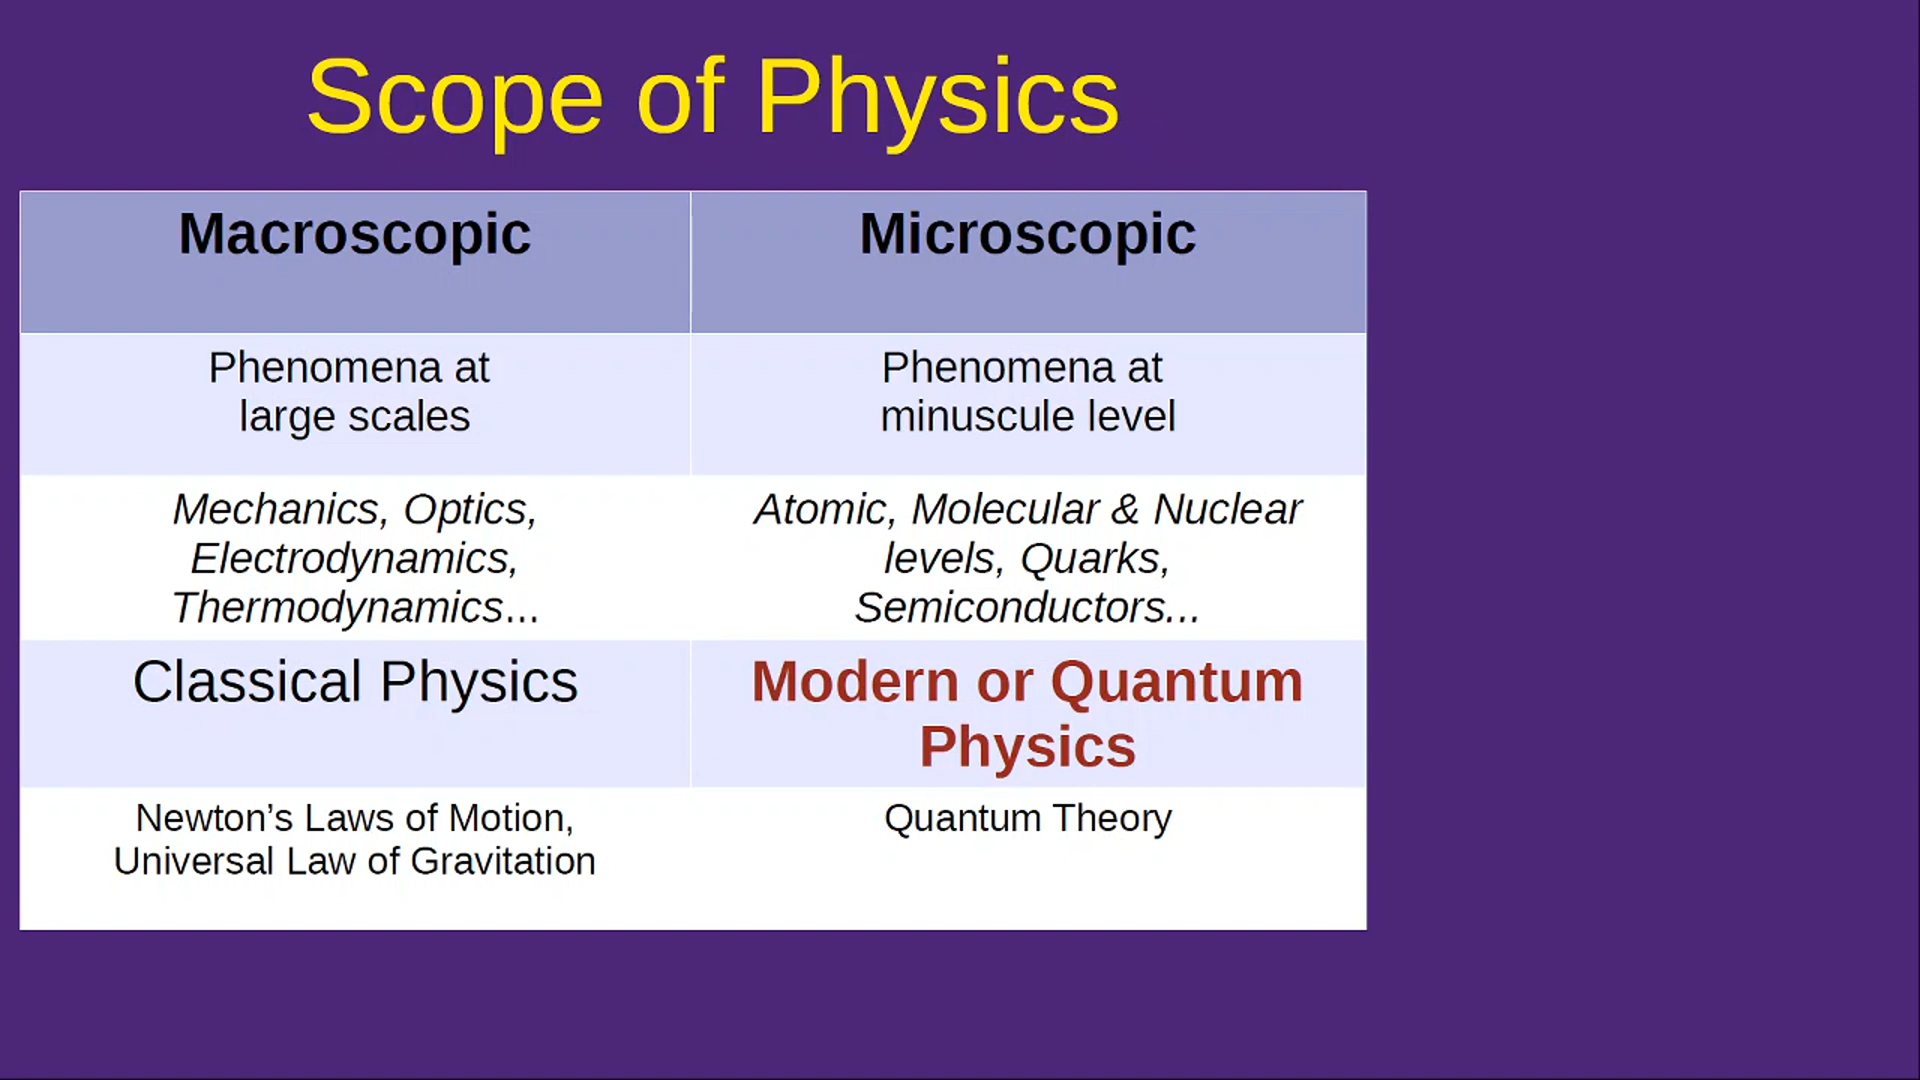 Scope of Physics
Macroscopic
Microscopic
Phenomena at
large scales
Phenomena at
minuscule level
Mechanics, Optics,
Electrodynamics,
Thermodynamics...
Atomic, Molecular & Nuclear
levels, Quarks,
Semiconductors...
Classical Physics
Modern or Quantum
Physics
Newton’s Laws of Motion,
Universal Law of Gravitation
Quantum Theory